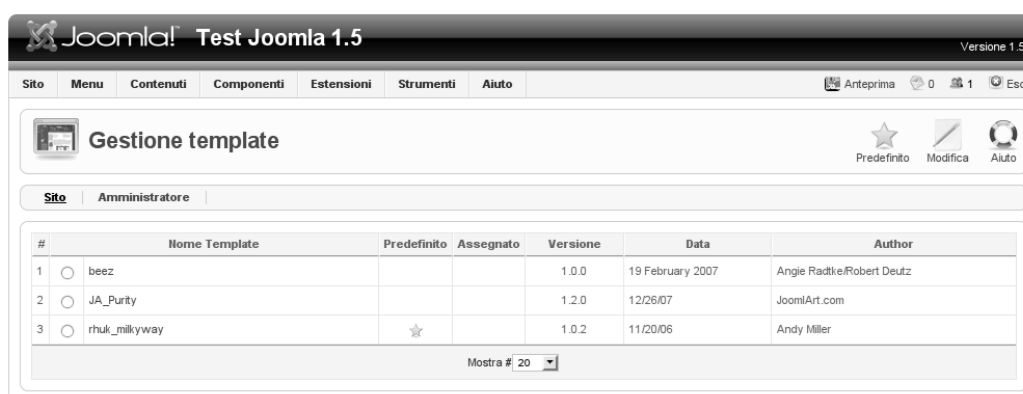 Joomla! Test Joomla 1.5
Versione 1.5
Sito Menu Contenuti Componenti Estensioni Strumenti Aiuto Anteprima 0 1 Esc
Gestione template
Predefinito Modifica Aiuto
Sito Amministratore
# Nome Template Predefinito Assegnato Versione Data Author
1 beez 1.0.0 19 February 2007 Angie Radtke/Robert Deutz
2 JA_Purity 1.2.0 12/26/07 JoomlArt.com
3 rhuk_milkyway 1.0.2 11/20/06 Andy Miller
Mostra # 20